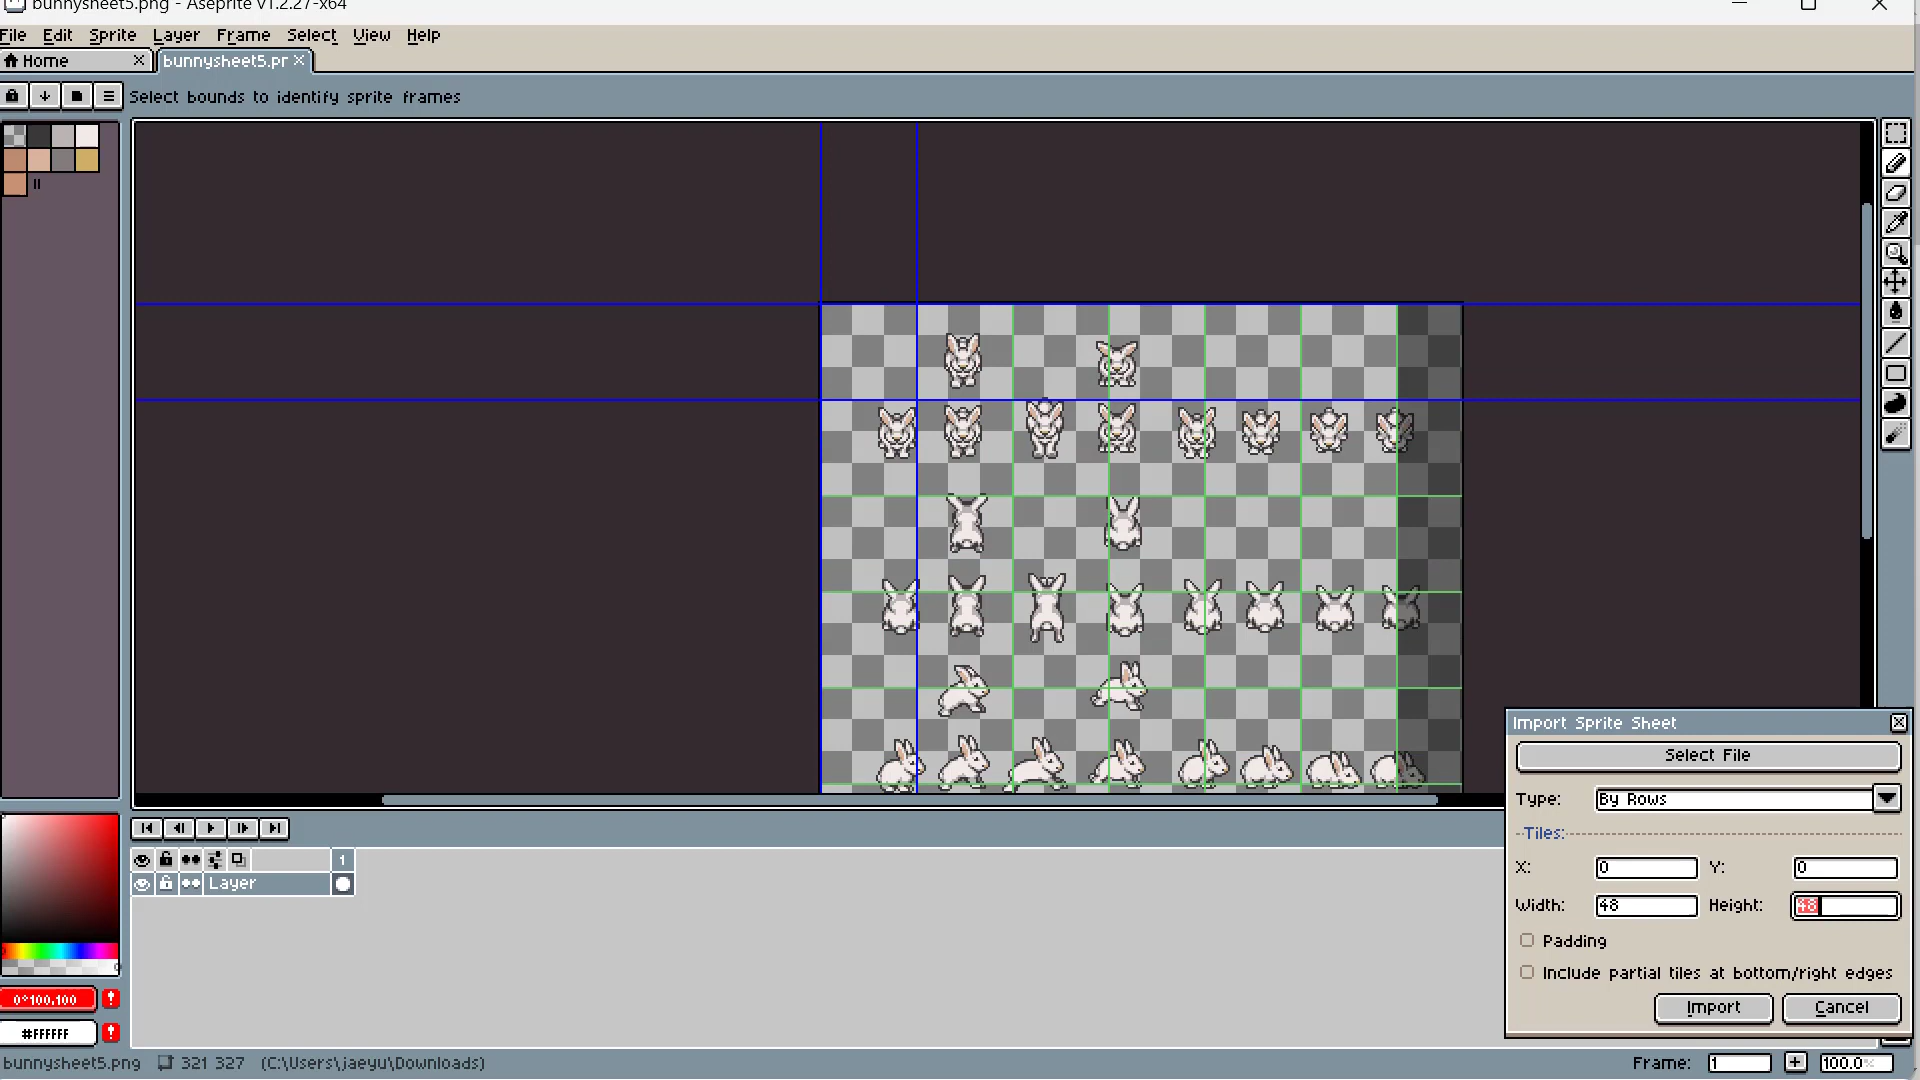 bunnysheet5.png - Aseprite v1.2.27-x64
File Edit Sprite Layer Frame Select View Help
Home bunnysheet5.pr
Select bounds to identify sprite frames
Import Sprite Sheet
Select File
Type: By Rows
Tiles:
X: 0 Y: 0
Width: 48 Height: 48
Padding
Include partial tiles at bottom/right edges
Import Cancel
1
Layer
0°100,100
#FFFFFF
bunnysheet5.png 321 327 (C:\Users\jaeyu\Downloads)
Frame: 1 + 100.0